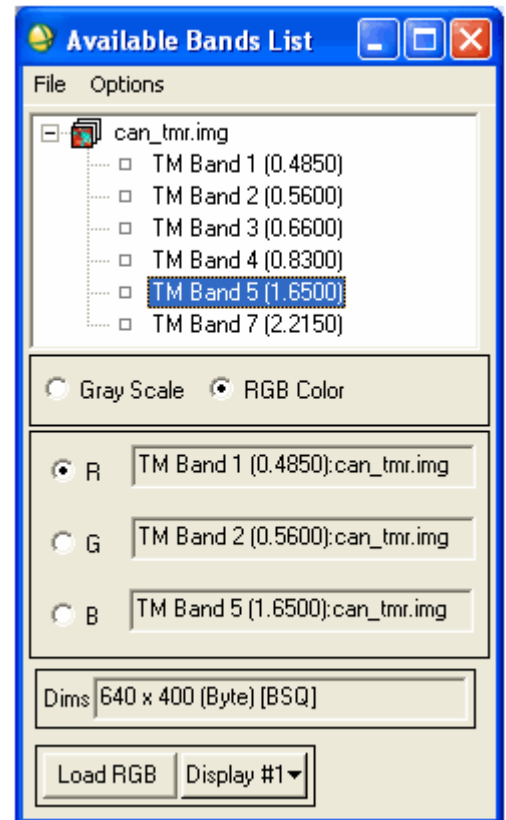 Available Bands List
File Options
can_tmr.img
TM Band 1 (0.4850)
TM Band 2 (0.5600)
TM Band 3 (0.6600)
TM Band 4 (0.8300)
TM Band 5 (1.6500)
TM Band 7 (2.2150)
Gray Scale RGB Color
R TM Band 1 (0.4850):can_tmr.img
G TM Band 2 (0.5600):can_tmr.img
B TM Band 5 (1.6500):can_tmr.img
Dims 640 x 400 (Byte) [BSQ]
Load RGB Display #1